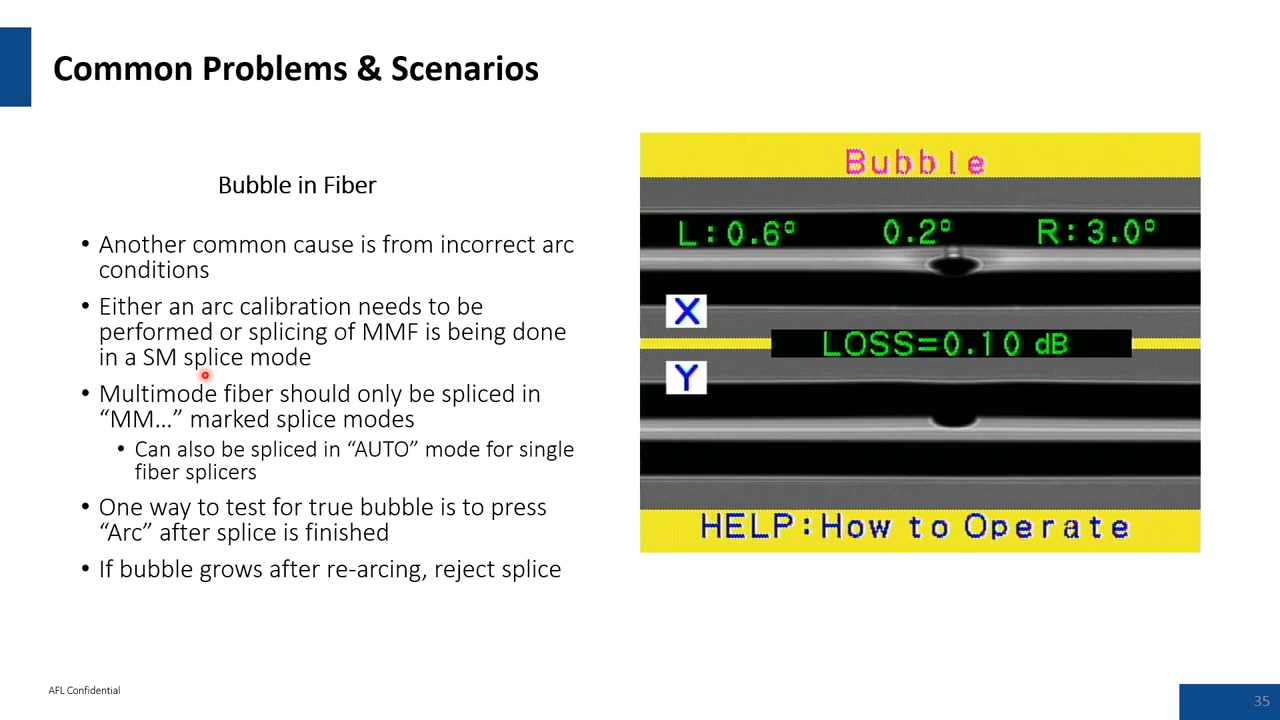 Common Problems & Scenarios
Bubble in Fiber
• Another common cause is from incorrect arc
conditions
• Either an arc calibration needs to be
performed or splicing of MMF is being done
in a SM splice mode
• Multimode fiber should only be spliced in
“MM…” marked splice modes
• Can also be spliced in “AUTO” mode for single
fiber splicers
• One way to test for true bubble is to press
“Arc” after splice is finished
• If bubble grows after re-arcing, reject splice
Bubble
L:0.6° 0.2° R:3.0°
X
LOSS=0.10 dB
Y
HELP:How to Operate
AFL Confidential
35